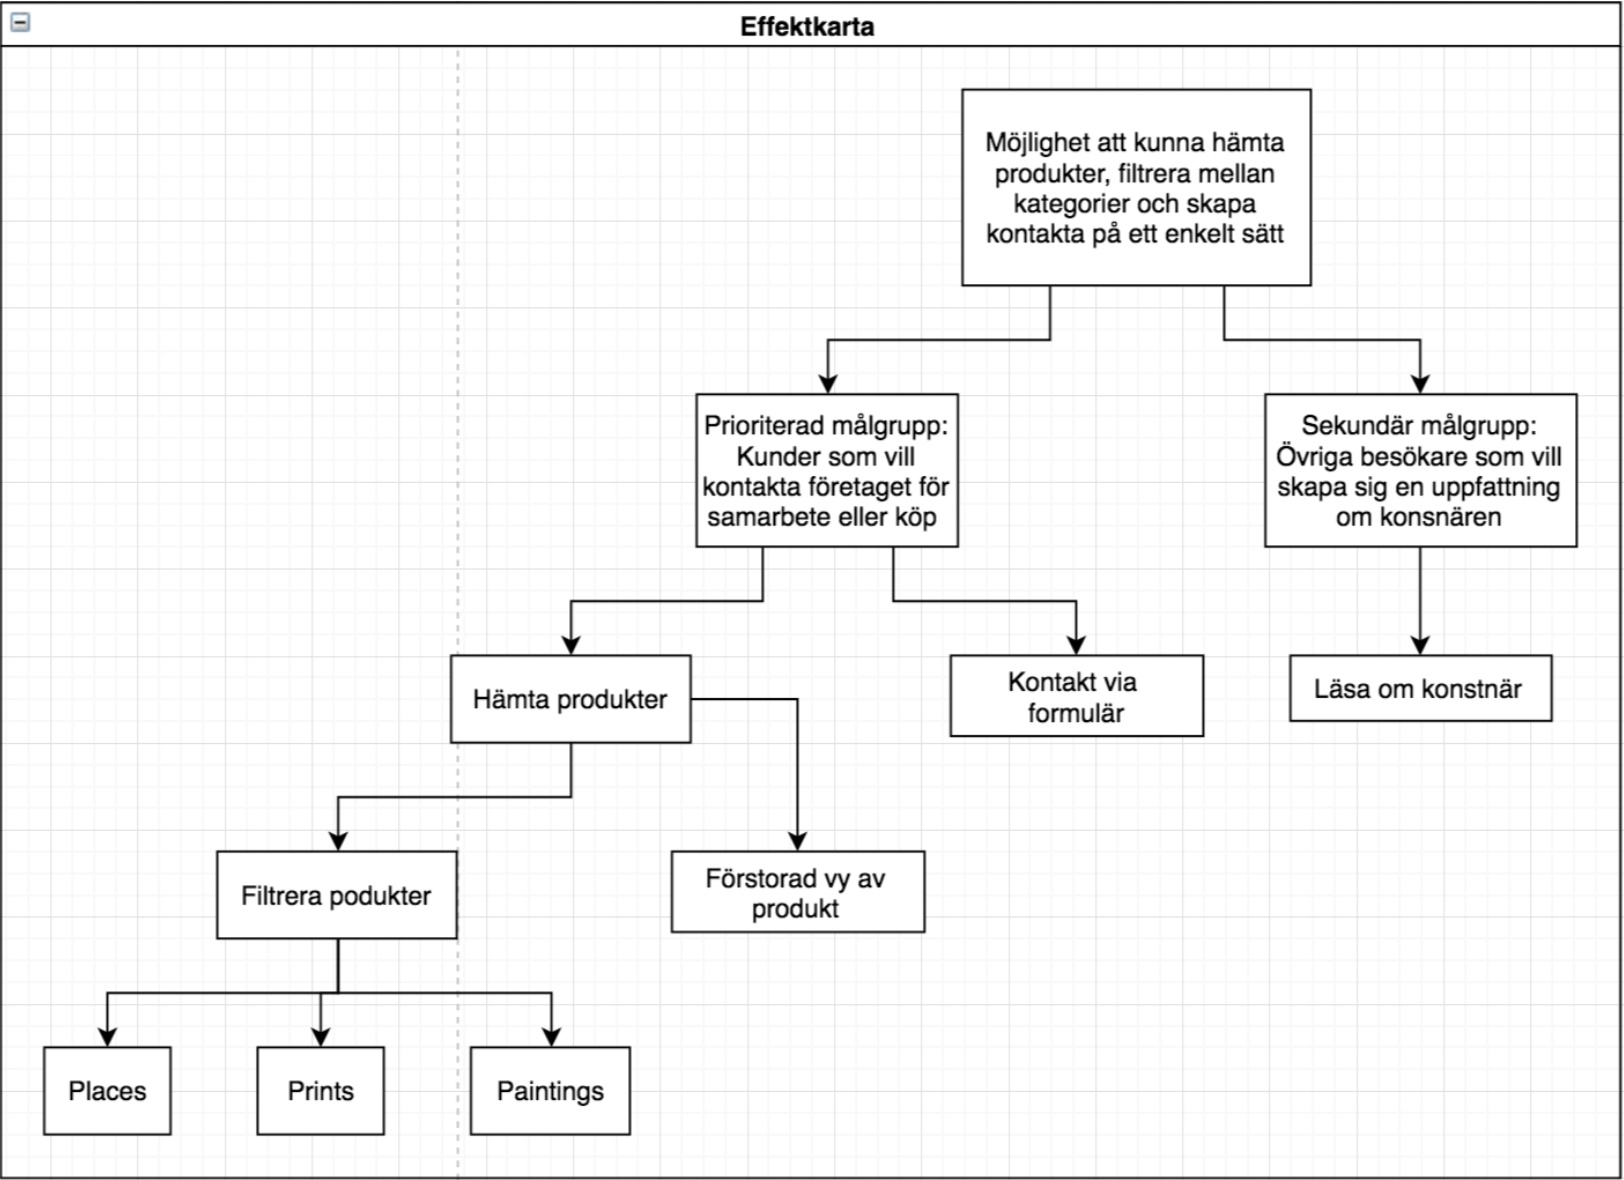 Effektkarta
Möjlighet att kunna hämta
produkter, filtrera mellan
kategorier och skapa
kontakta på ett enkelt sätt
Prioriterad målgrupp:
Kunder som vill
kontakta företaget för
samarbete eller köp
Sekundär målgrupp:
Övriga besökare som vill
skapa sig en uppfattning
om konsnären
Hämta produkter
Kontakt via
formulär
Läsa om konstnär
Filtrera podukter
Förstorad vy av
produkt
Places
Prints
Paintings